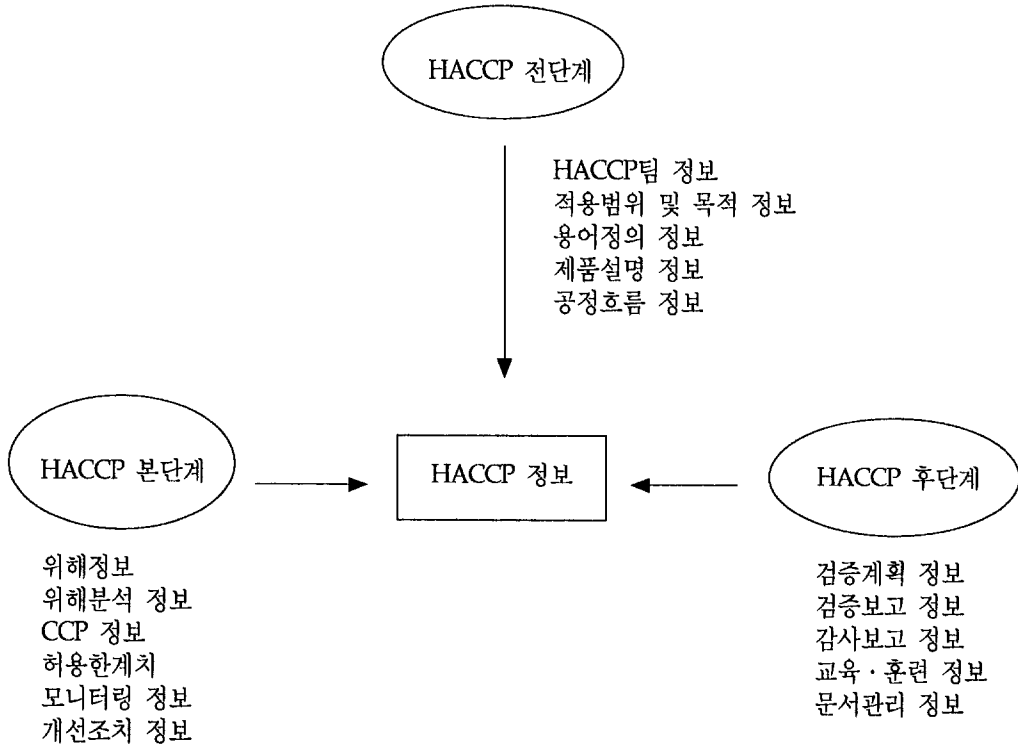 HACCP 전단계
HACCP팀 정보
적용범위 및 목적 정보
용어정의 정보
제품설명 정보
공정흐름 정보
HACCP 본단계
HACCP 정보
HACCP 후단계
위해정보
위해분석 정보
CCP 정보
허용한계치
모니터링 정보
개선조치 정보
검증계획 정보
검증보고 정보
감사보고 정보
교육·훈련 정보
문서관리 정보